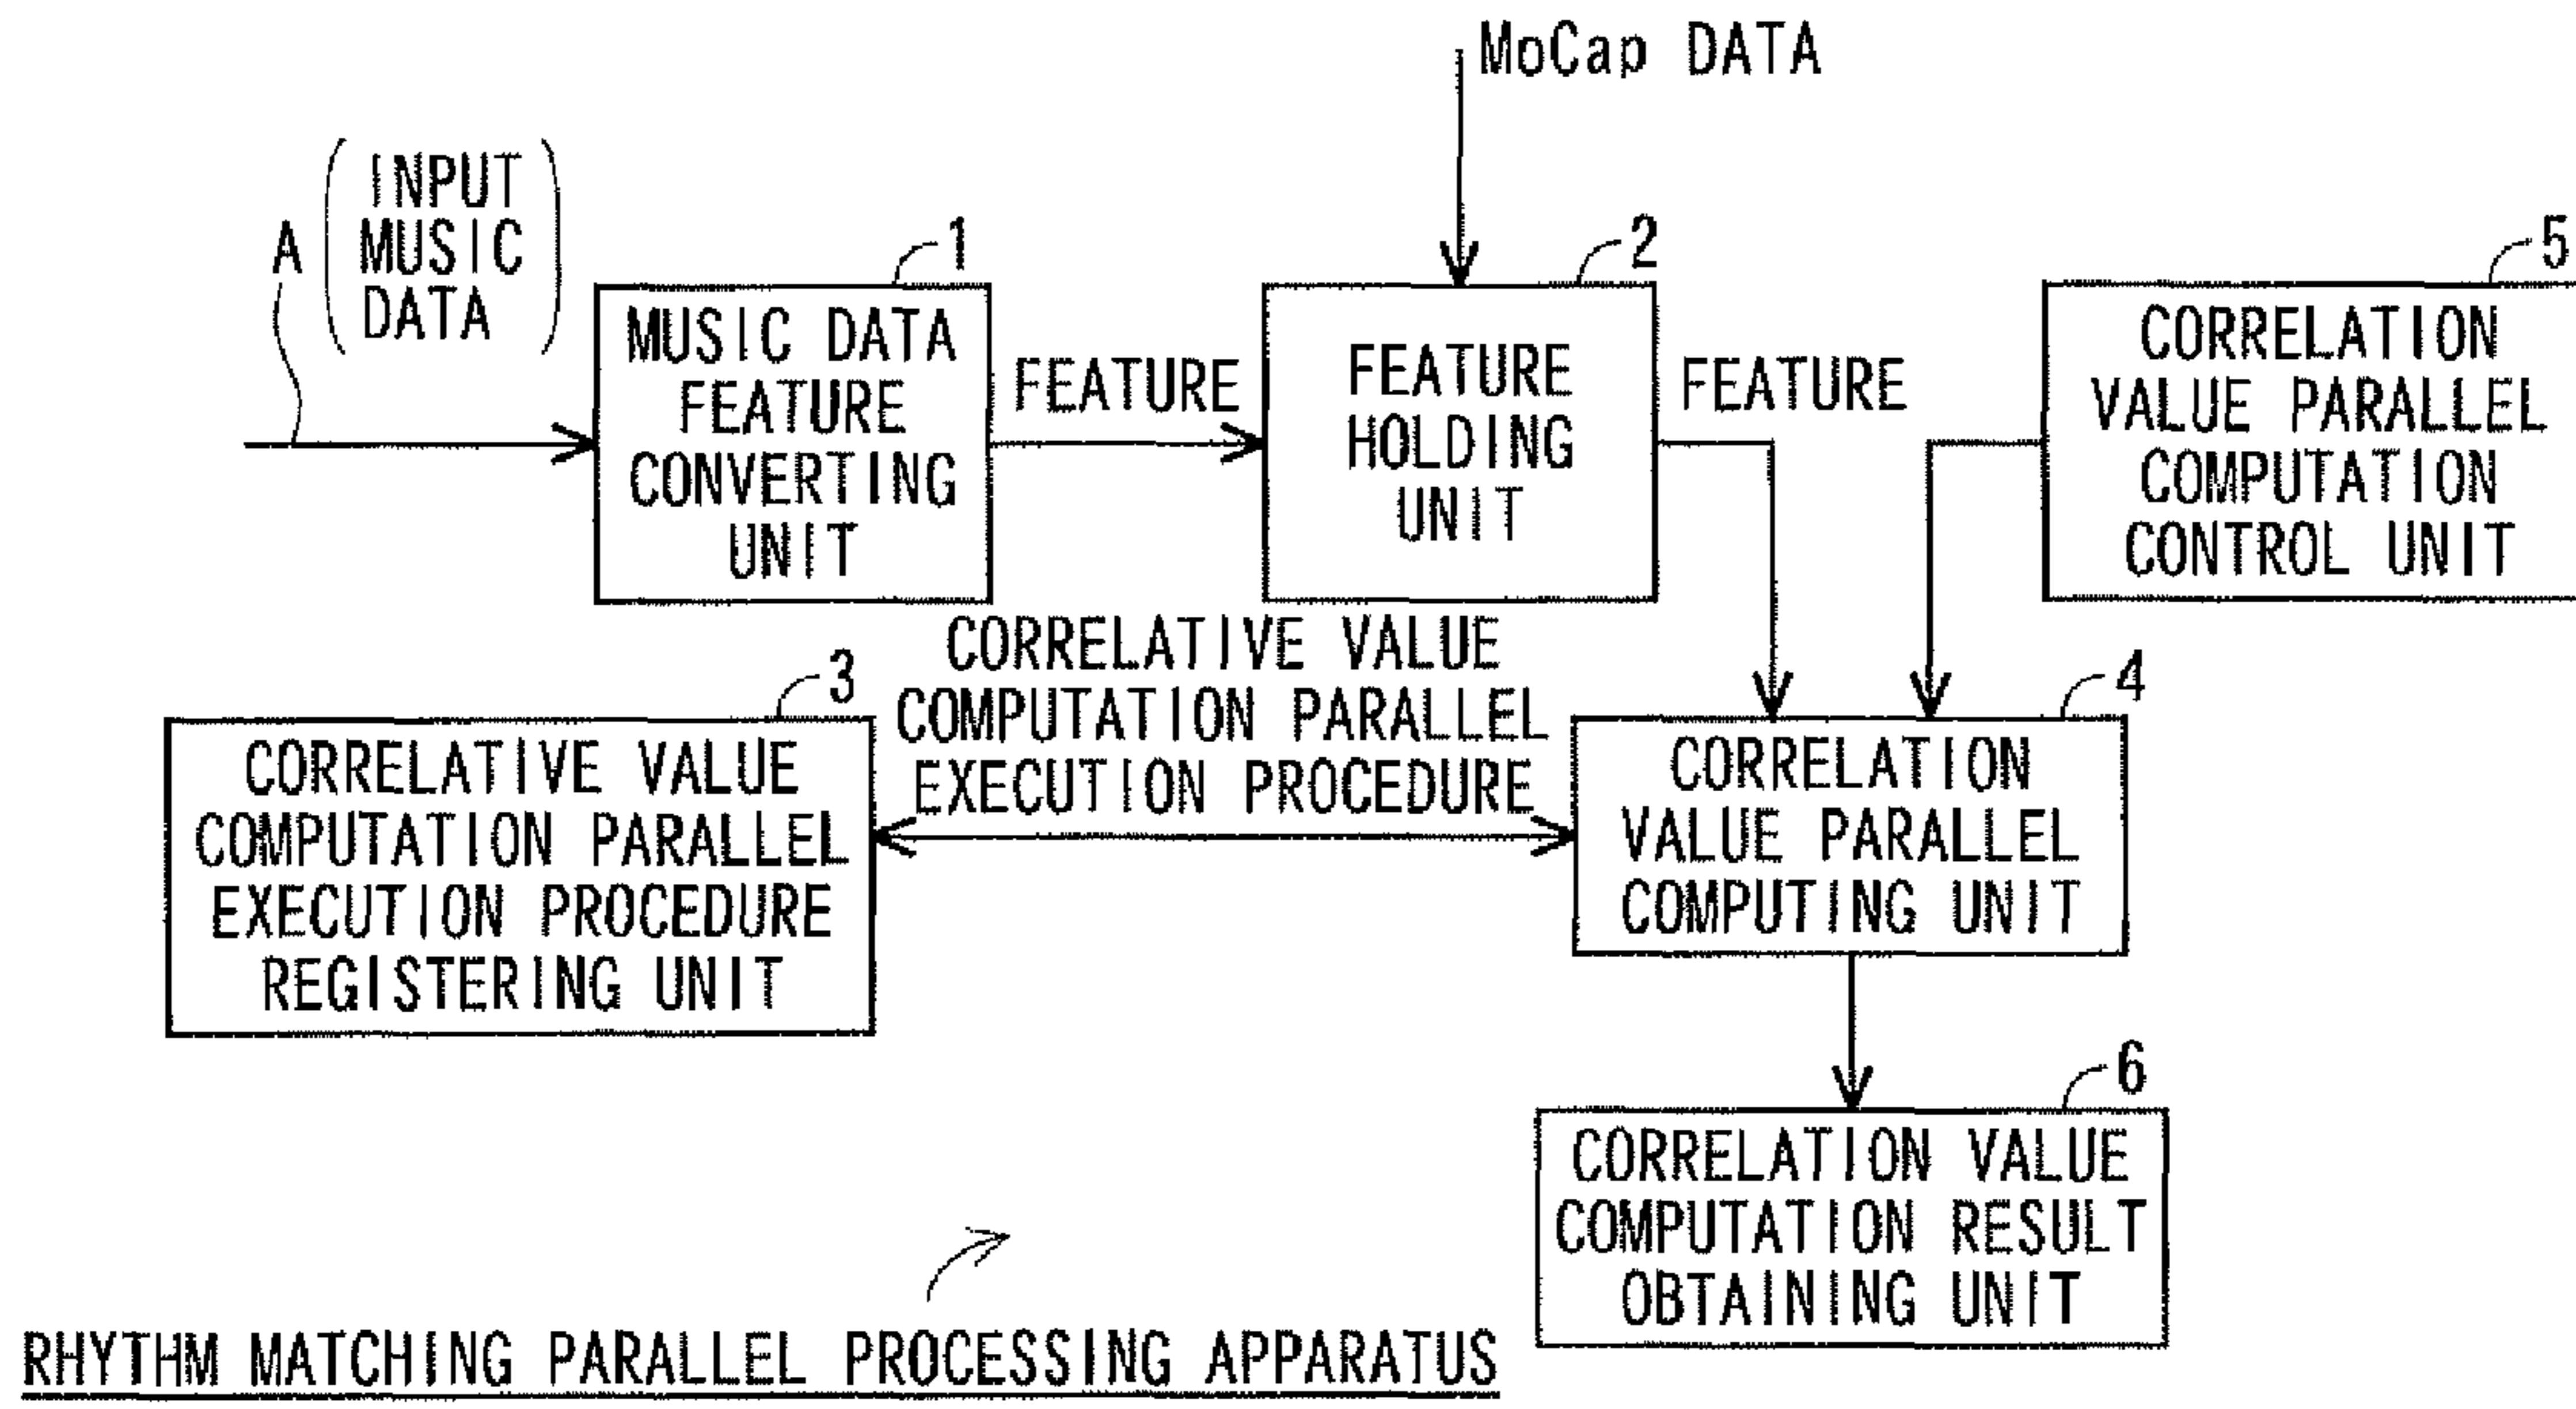 MoCap DATA
A
INPUT
MUSIC
DATA
1
MUSIC DATA
FEATURE
CONVERTING
UNIT
FEATURE
2
FEATURE
HOLDING
UNIT
FEATURE
5
CORRELATION
VALUE PARALLEL
COMPUTATION
CONTROL UNIT
3
CORRELATIVE VALUE
COMPUTATION PARALLEL
EXECUTION PROCEDURE
REGISTERING UNIT
CORRELATIVE VALUE
COMPUTATION PARALLEL
EXECUTION PROCEDURE
4
CORRELATION
VALUE PARALLEL
COMPUTING UNIT
6
CORRELATION VALUE
COMPUTATION RESULT
OBTAINING UNIT
RHYTHM MATCHING PARALLEL PROCESSING APPARATUS